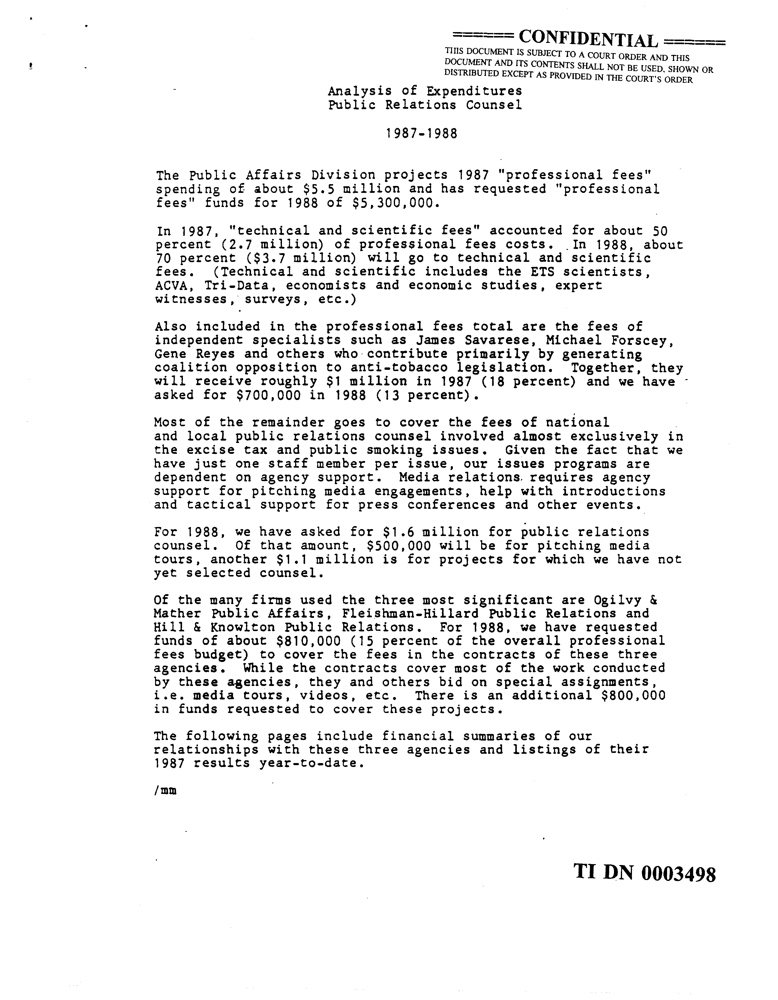 ====== CONFIDENTIAL ======
THIS DOCUMENT IS SUBJECT TO A COURT ORDER AND THIS
DOCUMENT AND ITS CONTENTS SHALL NOT BE USED, SHOWN OR
DISTRIBUTED EXCEPT AS PROVIDED IN THE COURT'S ORDER
Analysis of Expenditures
Public Relations Counsel
1987-1988
The Public Affairs Division projects 1987 "professional fees"
spending of about $5.5 million and has requested "professional
fees" funds for 1988 of $5,300,000.
In 1987, "technical and scientific fees" accounted for about 50
percent (2.7 million) of professional fees costs. In 1988, about
70 percent ($3.7 million) will go to technical and scientific
fees. (Technical and scientific includes the ETS scientists,
ACVA, Tri-Data, economists and economic studies, expert
witnesses, surveys, etc.)
Also included in the professional fees total are the fees of
independent specialists such as James Savarese, Michael Forscey,
Gene Reyes and others who contribute primarily by generating
coalition opposition to anti-tobacco legislation. Together, they
will receive roughly $1 million in 1987 (18 percent) and we have
asked for $700,000 in 1988 (13 percent).
Most of the remainder goes to cover the fees of national
and local public relations counsel involved almost exclusively in
the excise tax and public smoking issues. Given the fact that we
have just one staff member per issue, our issues programs are
dependent on agency support. Media relations requires agency
support for pitching media engagements, help with introductions
and tactical support for press conferences and other events.
For 1988, we have asked for $1.6 million for public relations
counsel. Of that amount, $500,000 will be for pitching media
tours, another $1.1 million is for projects for which we have not
yet selected counsel.
Of the many firms used the three most significant are Ogilvy &
Mather Public Affairs, Fleishman-Hillard Public Relations and
Hill & Knowlton Public Relations. For 1988, we have requested
funds of about $810,000 (15 percent of the overall professional
fees budget) to cover the fees in the contracts of these three
agencies. While the contracts cover most of the work conducted
by these agencies, they and others bid on special assignments,
i.e. media tours, videos, etc. There is an additional $800,000
in funds requested to cover these projects.
The following pages include financial summaries of our
relationships with these three agencies and listings of their
1987 results year-to-date.
/mm
TI DN 0003498